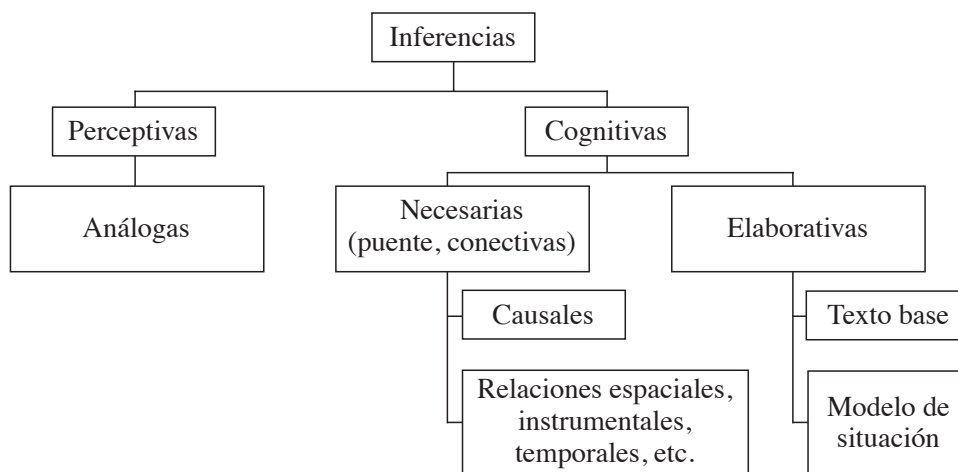 Inferencias
Perceptivas
Cognitivas
Análogas
Necesarias
(puente, conectivas)
Elaborativas
Causales
Texto base
Relaciones espaciales,
instrumentales,
temporales, etc.
Modelo de
situación